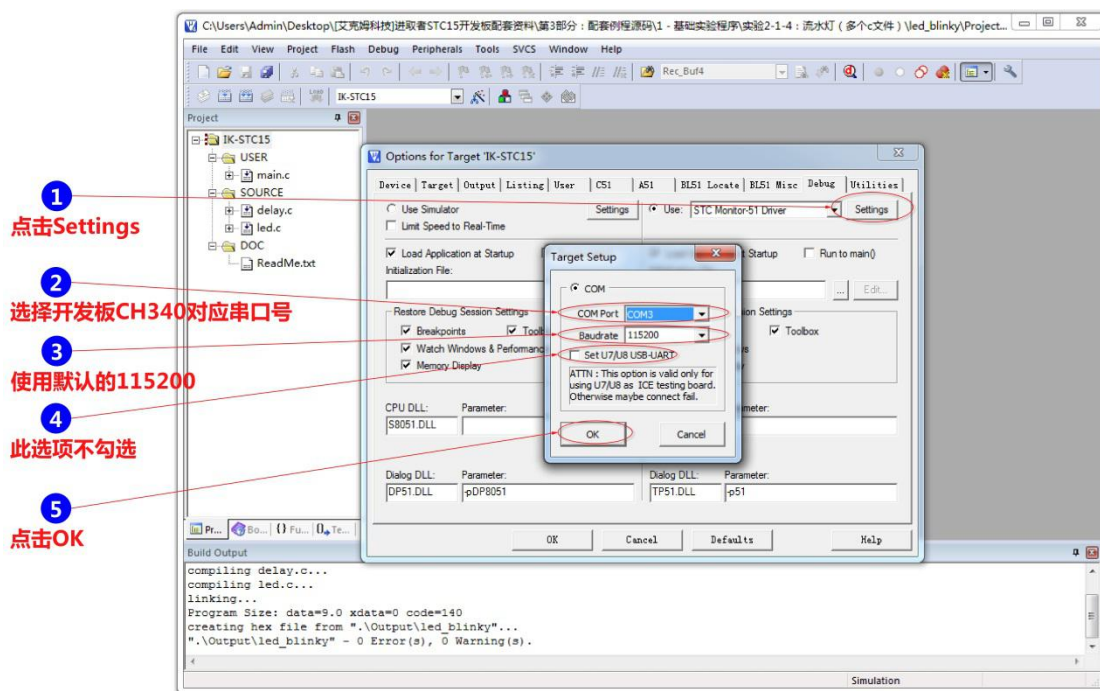 C:\Users\Admin\Desktop\[艾克姆科技]进取者STC15开发板配套资料\第3部分：配套例程源码\1 - 基础实验程序\实验2-1-4：流水灯（多个c文件）\led_blinky\Project...
File Edit View Project Flash Debug Peripherals Tools SVCS Window Help
Rec_Buf4
LOAD IK-STC15
Project
IK-STC15
USER
main.c
SOURCE
delay.c
led.c
DOC
ReadMe.txt
1
点击Settings
2
选择开发板CH340对应串口号
3
使用默认的115200
4
此选项不勾选
5
点击OK
Options for Target 'IK-STC15'
Device Target Output Listing User C51 A51 BL51 Locate BL51 Misc Debug Utilities
Use Simulator Settings Use: STC Monitor-51 Driver Settings
Limit Speed to Real-Time
Load Application at Startup t Startup Run to main()
Initialization File:
... Edit...
Restore Debug Session Settings ion Settings
Breakpoints Toolb Toolbox
Watch Windows & Performanc
Memory Display
CPU DLL: Parameter: meter:
S8051.DLL
Dialog DLL: Parameter: Dialog DLL: Parameter:
DP51.DLL -pDP8051 TP51.DLL -p51
OK Cancel Defaults Help
Target Setup
COM
COM Port COM3
Baudrate 115200
Set U7/U8 USB-UART
ATTN : This option is valid only for
using U7/U8 as ICE testing board.
Otherwise maybe connect fail.
OK Cancel
Pr... Bo... {} Fu... Te...
Build Output
compiling delay.c...
compiling led.c...
linking...
Program Size: data=9.0 xdata=0 code=140
creating hex file from ".\Output\led_blinky"...
".\Output\led_blinky" - 0 Error(s), 0 Warning(s).
Simulation